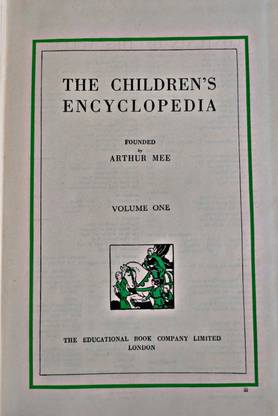 THE CHILDREN'S
ENCYCLOPEDIA
FOUNDED
by
ARTHUR MEE
VOLUME ONE
THE EDUCATIONAL BOOK COMPANY LIMITED
LONDON
iii